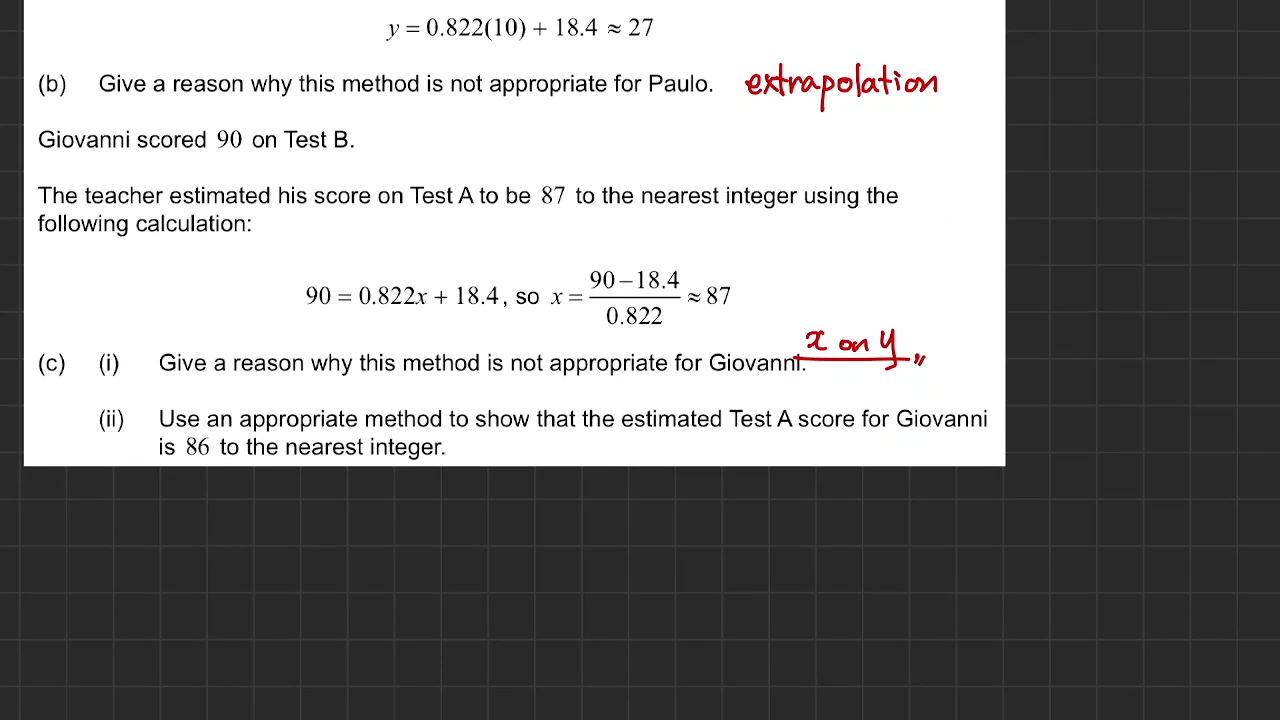 y = 0.822(10) + 18.4 ≈ 27
(b) Give a reason why this method is not appropriate for Paulo. extrapolation
Giovanni scored 90 on Test B.
The teacher estimated his score on Test A to be 87 to the nearest integer using the
following calculation:
90 = 0.822x + 18.4, so x = (90−18.4)/0.822 ≈ 87
(c) (i) Give a reason why this method is not appropriate for Giovanni. x on y
(ii) Use an appropriate method to show that the estimated Test A score for Giovanni
is 86 to the nearest integer.